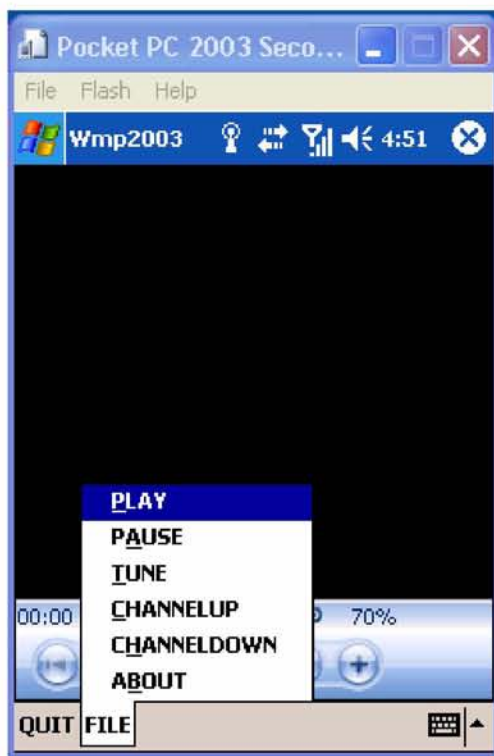 Pocket PC 2003 Seco...
File Flash Help
Wmp2003 4:51
PLAY
PAUSE
TUNE
CHANNELUP
CHANNELDOWN
ABOUT
00:00 70%
QUIT FILE